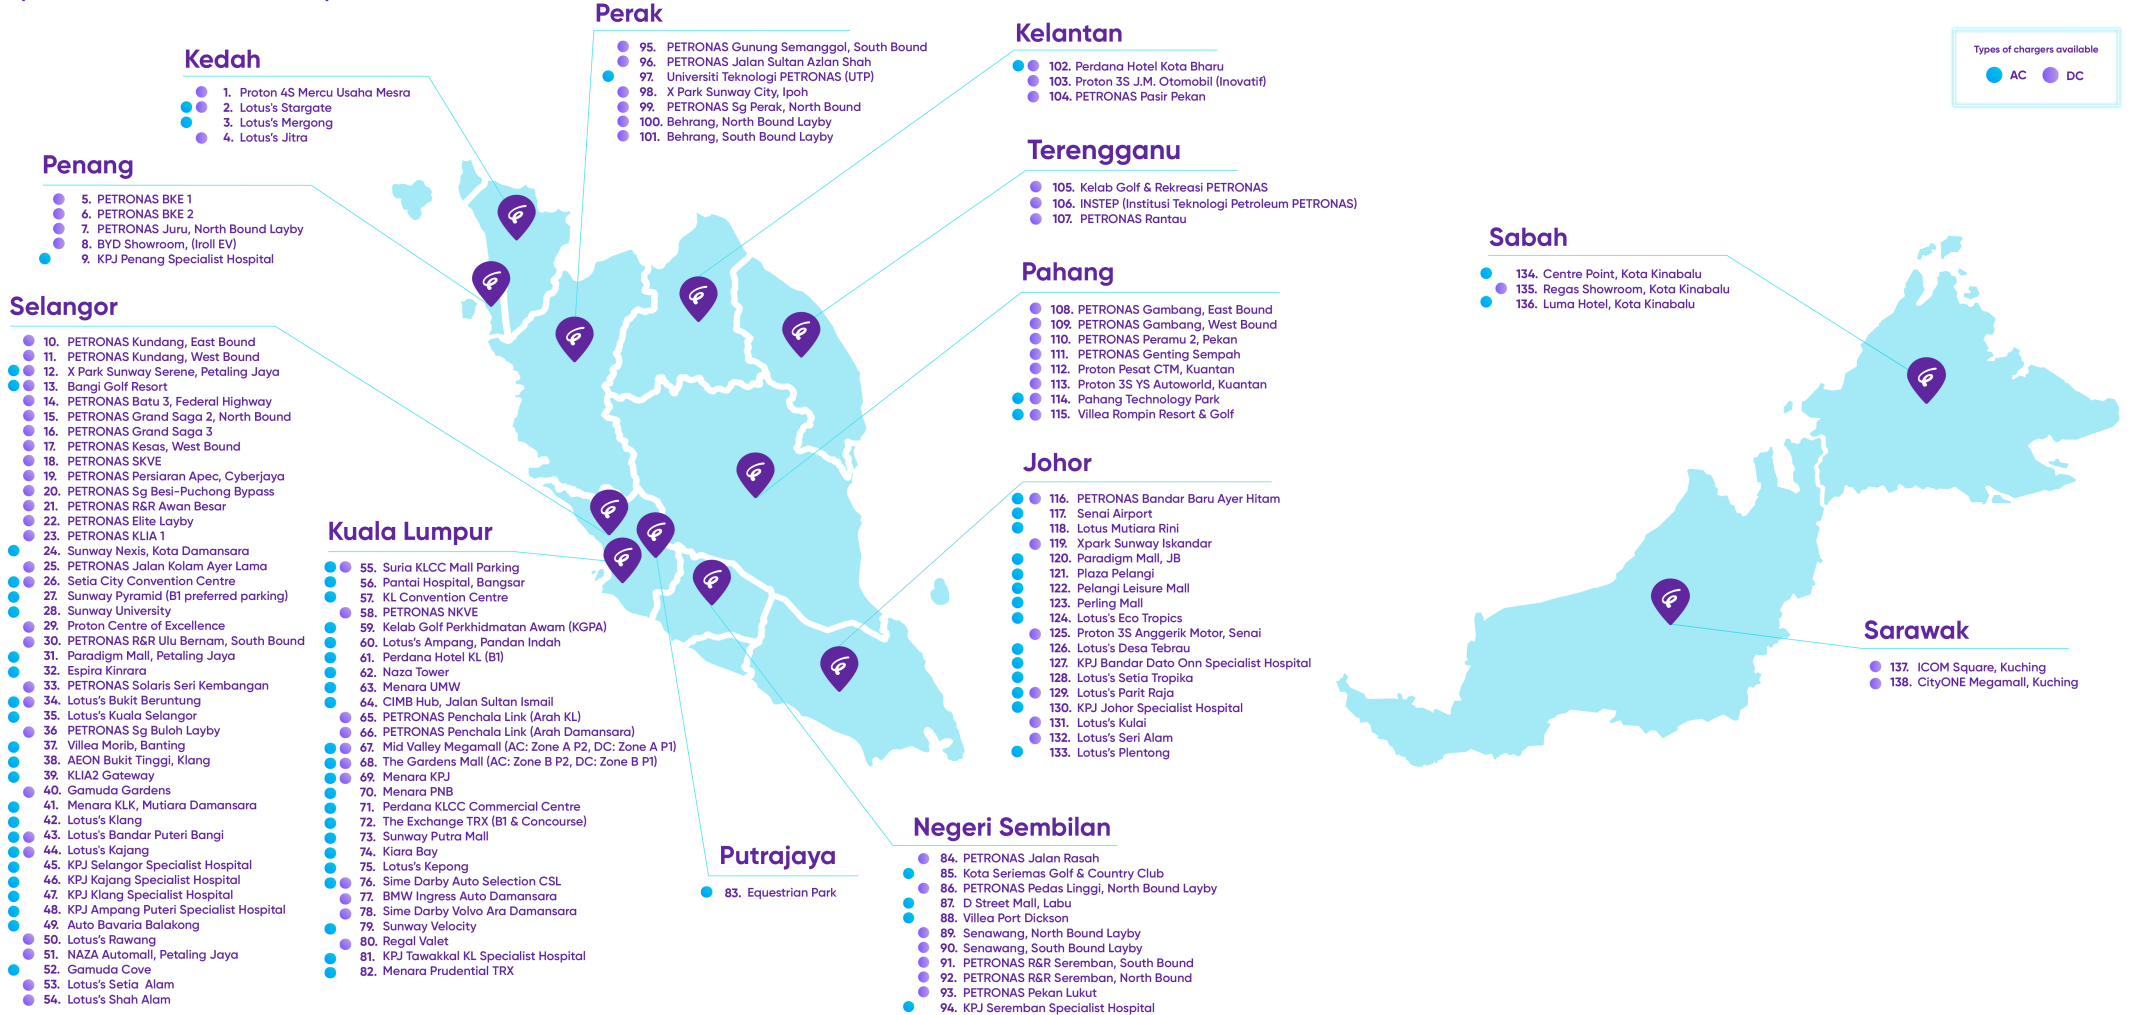 Kedah
1. Proton 4S Mercu Usaha Mesra
2. Lotus's Stargate
3. Lotus's Mergong
4. Lotus's Jitra
Penang
5. PETRONAS BKE 1
6. PETRONAS BKE 2
7. PETRONAS Juru, North Bound Layby
8. BYD Showroom, (Iroll EV)
9. KPJ Penang Specialist Hospital
Selangor
10. PETRONAS Kundang, East Bound
11. PETRONAS Kundang, West Bound
12. X Park Sunway Serene, Petaling Jaya
13. Bangi Golf Resort
14. PETRONAS Batu 3, Federal Highway
15. PETRONAS Grand Saga 2, North Bound
16. PETRONAS Grand Saga 3
17. PETRONAS Kesas, West Bound
18. PETRONAS SKVE
19. PETRONAS Persiaran Apec, Cyberjaya
20. PETRONAS Sg Besi-Puchong Bypass
21. PETRONAS R&R Awan Besar
22. PETRONAS Elite Layby
23. PETRONAS KLIA 1
24. Sunway Nexis, Kota Damansara
25. PETRONAS Jalan Kolam Ayer Lama
26. Setia City Convention Centre
27. Sunway Pyramid (B1 preferred parking)
28. Sunway University
29. Proton Centre of Excellence
30. PETRONAS R&R Ulu Bernam, South Bound
31. Paradigm Mall, Petaling Jaya
32. Espira Kinrara
33. PETRONAS Solaris Seri Kembangan
34. Lotus's Bukit Beruntung
35. Lotus's Kuala Selangor
36 PETRONAS Sg Buloh Layby
37. Villea Morib, Banting
38. AEON Bukit Tinggi, Klang
39. KLIA2 Gateway
40. Gamuda Gardens
41. Menara KLK, Mutiara Damansara
42. Lotus's Klang
43. Lotus's Bandar Puteri Bangi
44. Lotus's Kajang
45. KPJ Selangor Specialist Hospital
46. KPJ Kajang Specialist Hospital
47. KPJ Klang Specialist Hospital
48. KPJ Ampang Puteri Specialist Hospital
49. Auto Bavaria Balakong
50. Lotus's Rawang
51. NAZA Automall, Petaling Jaya
52. Gamuda Cove
53. Lotus's Setia Alam
54. Lotus's Shah Alam
Kuala Lumpur
55. Suria KLCC Mall Parking
56. Pantai Hospital, Bangsar
57. KL Convention Centre
58. PETRONAS NKVE
59. Kelab Golf Perkhidmatan Awam (KGPA)
60. Lotus's Ampang, Pandan Indah
61. Perdana Hotel KL (B1)
62. Naza Tower
63. Menara UMW
64. CIMB Hub, Jalan Sultan Ismail
65. PETRONAS Penchala Link (Arah KL)
66. PETRONAS Penchala Link (Arah Damansara)
67. Mid Valley Megamall (AC: Zone A P2, DC: Zone A P1)
68. The Gardens Mall (AC: Zone B P2, DC: Zone B P1)
69. Menara KPJ
70. Menara PNB
71. Perdana KLCC Commercial Centre
72. The Exchange TRX (B1 & Concourse)
73. Sunway Putra Mall
74. Kiara Bay
75. Lotus's Kepong
76. Sime Darby Auto Selection CSL
77. BMW Ingress Auto Damansara
78. Sime Darby Volvo Ara Damansara
79. Sunway Velocity
80. Regal Valet
81. KPJ Tawakkal KL Specialist Hospital
82. Menara Prudential TRX
Putrajaya
83. Equestrian Park
Negeri Sembilan
84. PETRONAS Jalan Rasah
85. Kota Seriemas Golf & Country Club
86. PETRONAS Pedas Linggi, North Bound Layby
87. D Street Mall, Labu
88. Villea Port Dickson
89. Senawang, North Bound Layby
90. Senawang, South Bound Layby
91. PETRONAS R&R Seremban, South Bound
92. PETRONAS R&R Seremban, North Bound
93. PETRONAS Pekan Lukut
94. KPJ Seremban Specialist Hospital
Perak
95. PETRONAS Gunung Semanggol, South Bound
96. PETRONAS Jalan Sultan Azlan Shah
97. Universiti Teknologi PETRONAS (UTP)
98. X Park Sunway City, Ipoh
99. PETRONAS Sg Perak, North Bound
100. Behrang, North Bound Layby
101. Behrang, South Bound Layby
Kelantan
102. Perdana Hotel Kota Bharu
103. Proton 3S J.M. Otomobil (Inovatif)
104. PETRONAS Pasir Pekan
Terengganu
105. Kelab Golf & Rekreasi PETRONAS
106. INSTEP (Institusi Teknologi Petroleum PETRONAS)
107. PETRONAS Rantau
Pahang
108. PETRONAS Gambang, East Bound
109. PETRONAS Gambang, West Bound
110. PETRONAS Peramu 2, Pekan
111. PETRONAS Genting Sempah
112. Proton Pesat CTM, Kuantan
113. Proton 3S YS Autoworld, Kuantan
114. Pahang Technology Park
115. Villea Rompin Resort & Golf
Johor
116. PETRONAS Bandar Baru Ayer Hitam
117. Senai Airport
118. Lotus Mutiara Rini
119. Xpark Sunway Iskandar
120. Paradigm Mall, JB
121. Plaza Pelangi
122. Pelangi Leisure Mall
123. Perling Mall
124. Lotus's Eco Tropics
125. Proton 3S Anggerik Motor, Senai
126. Lotus's Desa Tebrau
127. KPJ Bandar Dato Onn Specialist Hospital
128. Lotus's Setia Tropika
129. Lotus's Parit Raja
130. KPJ Johor Specialist Hospital
131. Lotus's Kulai
132. Lotus's Seri Alam
133. Lotus's Plentong
Sabah
134. Centre Point, Kota Kinabalu
135. Regas Showroom, Kota Kinabalu
136. Luma Hotel, Kota Kinabalu
Sarawak
137. ICOM Square, Kuching
138. CityONE Megamall, Kuching
Types of chargers available
AC
DC